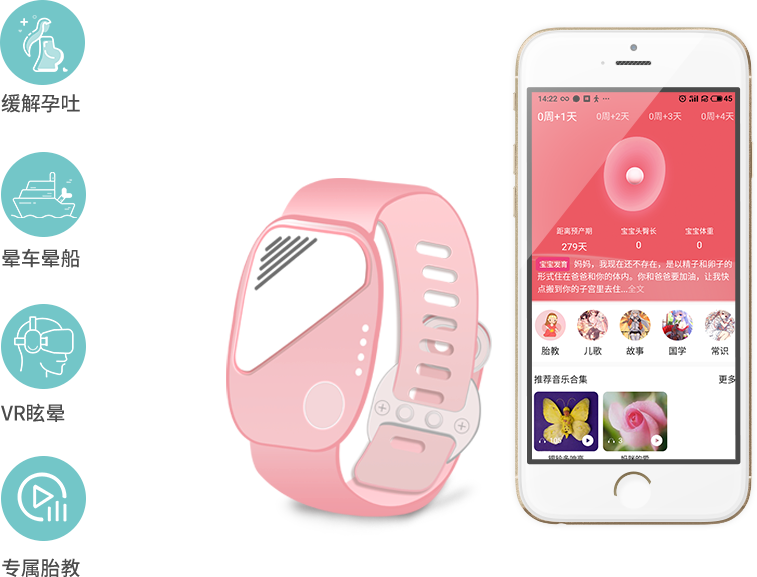 缓解孕吐
晕车晕船
VR眩晕
专属胎教
14:22
45
0周+1天 0周+2天 0周+3天 0周+4天
距离预产期 宝宝头臀长 宝宝体重
279天 0 0
宝宝发育 妈妈，我现在还不存在，是以精子和卵子的
形式住在爸爸和你的体内。你和爸爸要加油，让我快
点搬到你的子宫里去住...全文
胎教 儿歌 故事 国学 常识
推荐音乐合集 更多
3
妈咪的爱